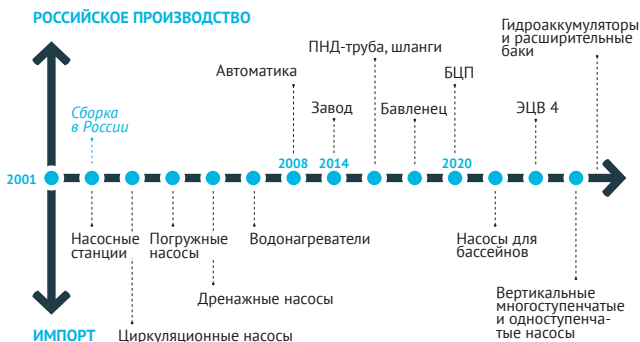 РОССИЙСКОЕ ПРОИЗВОДСТВО
Гидроаккумуляторы
и расширительные
баки
ПНД-труба, шланги
Автоматика
БЦП
Сборка
в России
Завод
Бавленец
ЭЦВ 4
2001
2008
2014
2020
Насосные
станции
Погружные
насосы
Водонагреватели
Насосы для
бассейнов
Дренажные насосы
Вертикальные
многоступенчатые
и одноступенча-
тые насосы
ИМПОРТ
Циркуляционные насосы